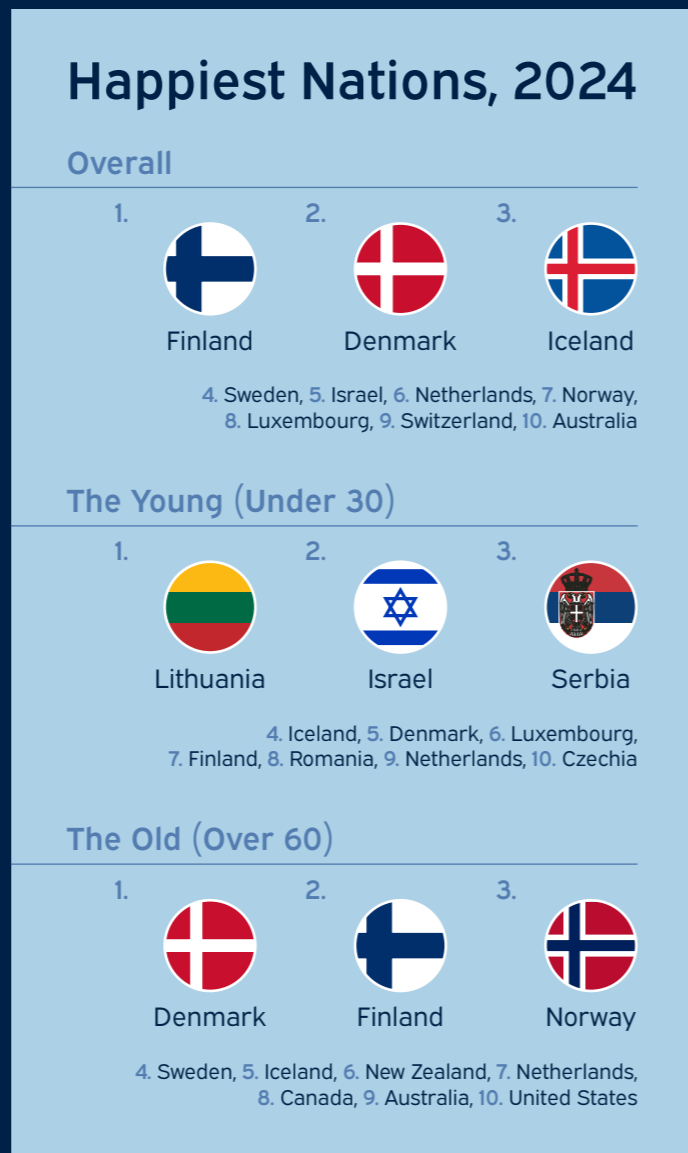 Happiest Nations, 2024
Overall
1. 2. 3.
Finland Denmark Iceland
4. Sweden, 5. Israel, 6. Netherlands, 7. Norway,
8. Luxembourg, 9. Switzerland, 10. Australia
The Young (Under 30)
1. 2. 3.
Lithuania Israel Serbia
4. Iceland, 5. Denmark, 6. Luxembourg,
7. Finland, 8. Romania, 9. Netherlands, 10. Czechia
The Old (Over 60)
1. 2. 3.
Denmark Finland Norway
4. Sweden, 5. Iceland, 6. New Zealand, 7. Netherlands,
8. Canada, 9. Australia, 10. United States